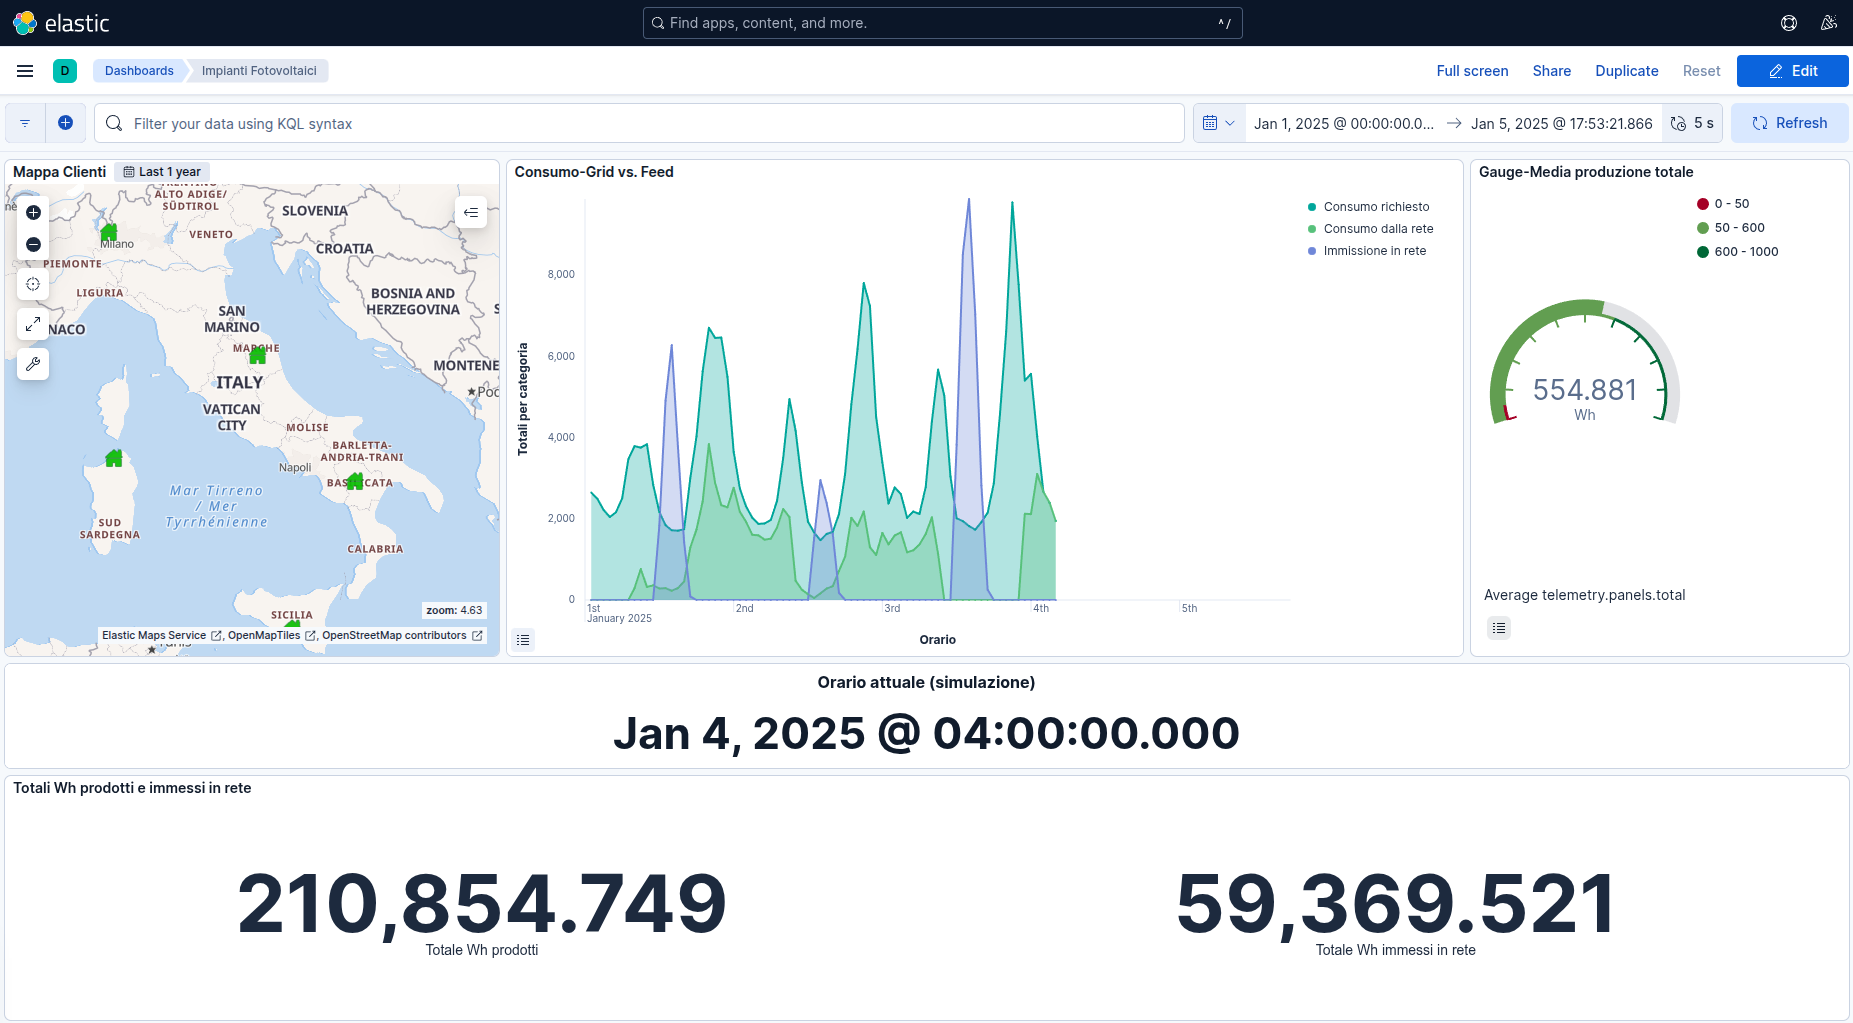 elastic
Find apps, content, and more.
^ /
D
Dashboards
Impianti Fotovoltaici
Full screen
Share
Duplicate
Reset
Edit
Filter your data using KQL syntax
Jan 1, 2025 @ 00:00:00.0...
Jan 5, 2025 @ 17:53:21.866
5 s
Refresh
Mappa Clienti
Last 1 year
ALTO ADIGE/
SÜDTIROL
SLOVENIA
VENETO
Milano
CROATIA
PIEMONTE
LIGURIA
BOSNIA AND
HERZEGOVINA
SAN
MARINO
NACO
MARCHE
MONTENE
ITALY
Poc
VATICAN
CITY
MOLISE
BARLETTA-
ANDRIA-TRANI
Napoli
BASILICATA
Mar Tirreno
/ Mer
Tyrrhénienne
SUD
SARDEGNA
CALABRIA
zoom: 4.63
SICILIA
Elastic Maps Service , OpenMapTiles , OpenStreetMap contributors
Consumo-Grid vs. Feed
Totali per categoria
8,000
6,000
4,000
2,000
0
1st
January 2025
2nd
3rd
4th
5th
Orario
Consumo richiesto
Consumo dalla rete
Immissione in rete
Gauge-Media produzione totale
0 - 50
50 - 600
600 - 1000
554.881
Wh
Average telemetry.panels.total
Orario attuale (simulazione)
Jan 4, 2025 @ 04:00:00.000
Totali Wh prodotti e immessi in rete
210,854.749
Totale Wh prodotti
59,369.521
Totale Wh immessi in rete